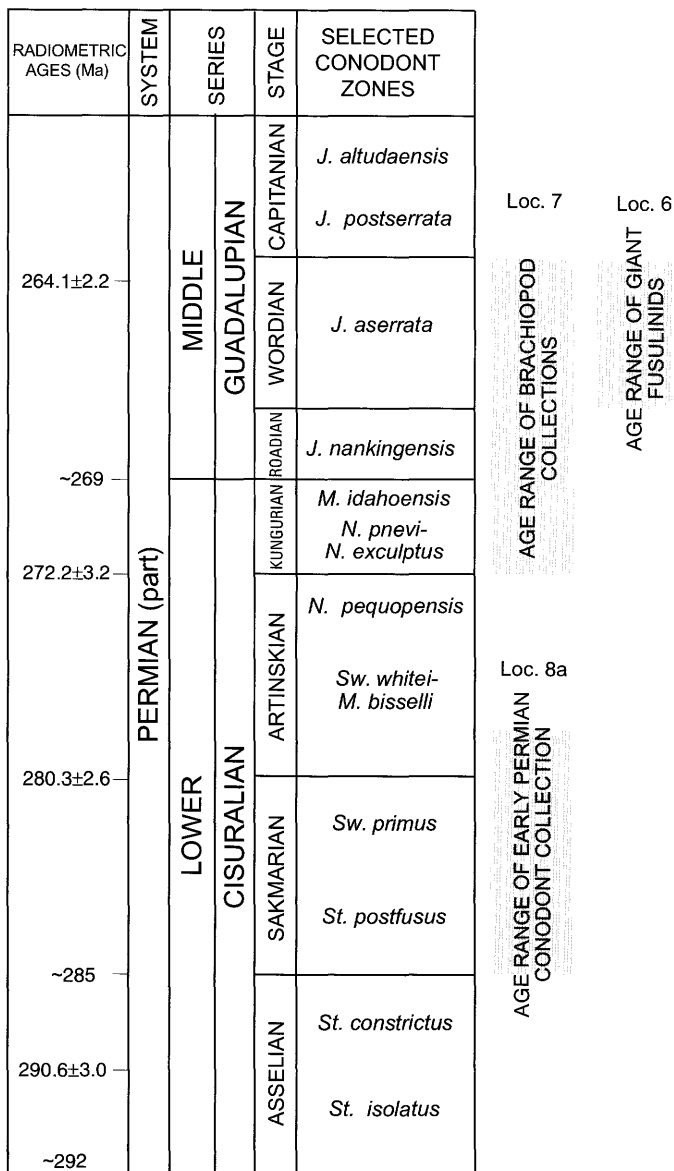 RADIOMETRIC
AGES (Ma)
SYSTEM
SERIES
STAGE
SELECTED
CONODONT
ZONES
264.1±2.2
~269
272.2±3.2
280.3±2.6
~285
290.6±3.0
~292
PERMIAN (part)
MIDDLE
LOWER
GUADALUPIAN
CISURALIAN
CAPITANIAN
WORDIAN
ROADIAN
KUNGURIAN
ARTINSKIAN
SAKMARIAN
ASSELIAN
J. altudaensis
J. postserrata
J. aserrata
J. nankingensis
M. idahoensis
N. pnevi-
N. exculptus
N. pequopensis
Sw. whitei-
M. bisselli
Sw. primus
St. postfusus
St. constrictus
St. isolatus
Loc. 7
AGE RANGE OF BRACHIOPOD
COLLECTIONS
Loc. 6
AGE RANGE OF GIANT
FUSULINIDS
Loc. 8a
AGE RANGE OF EARLY PERMIAN
CONODONT COLLECTION